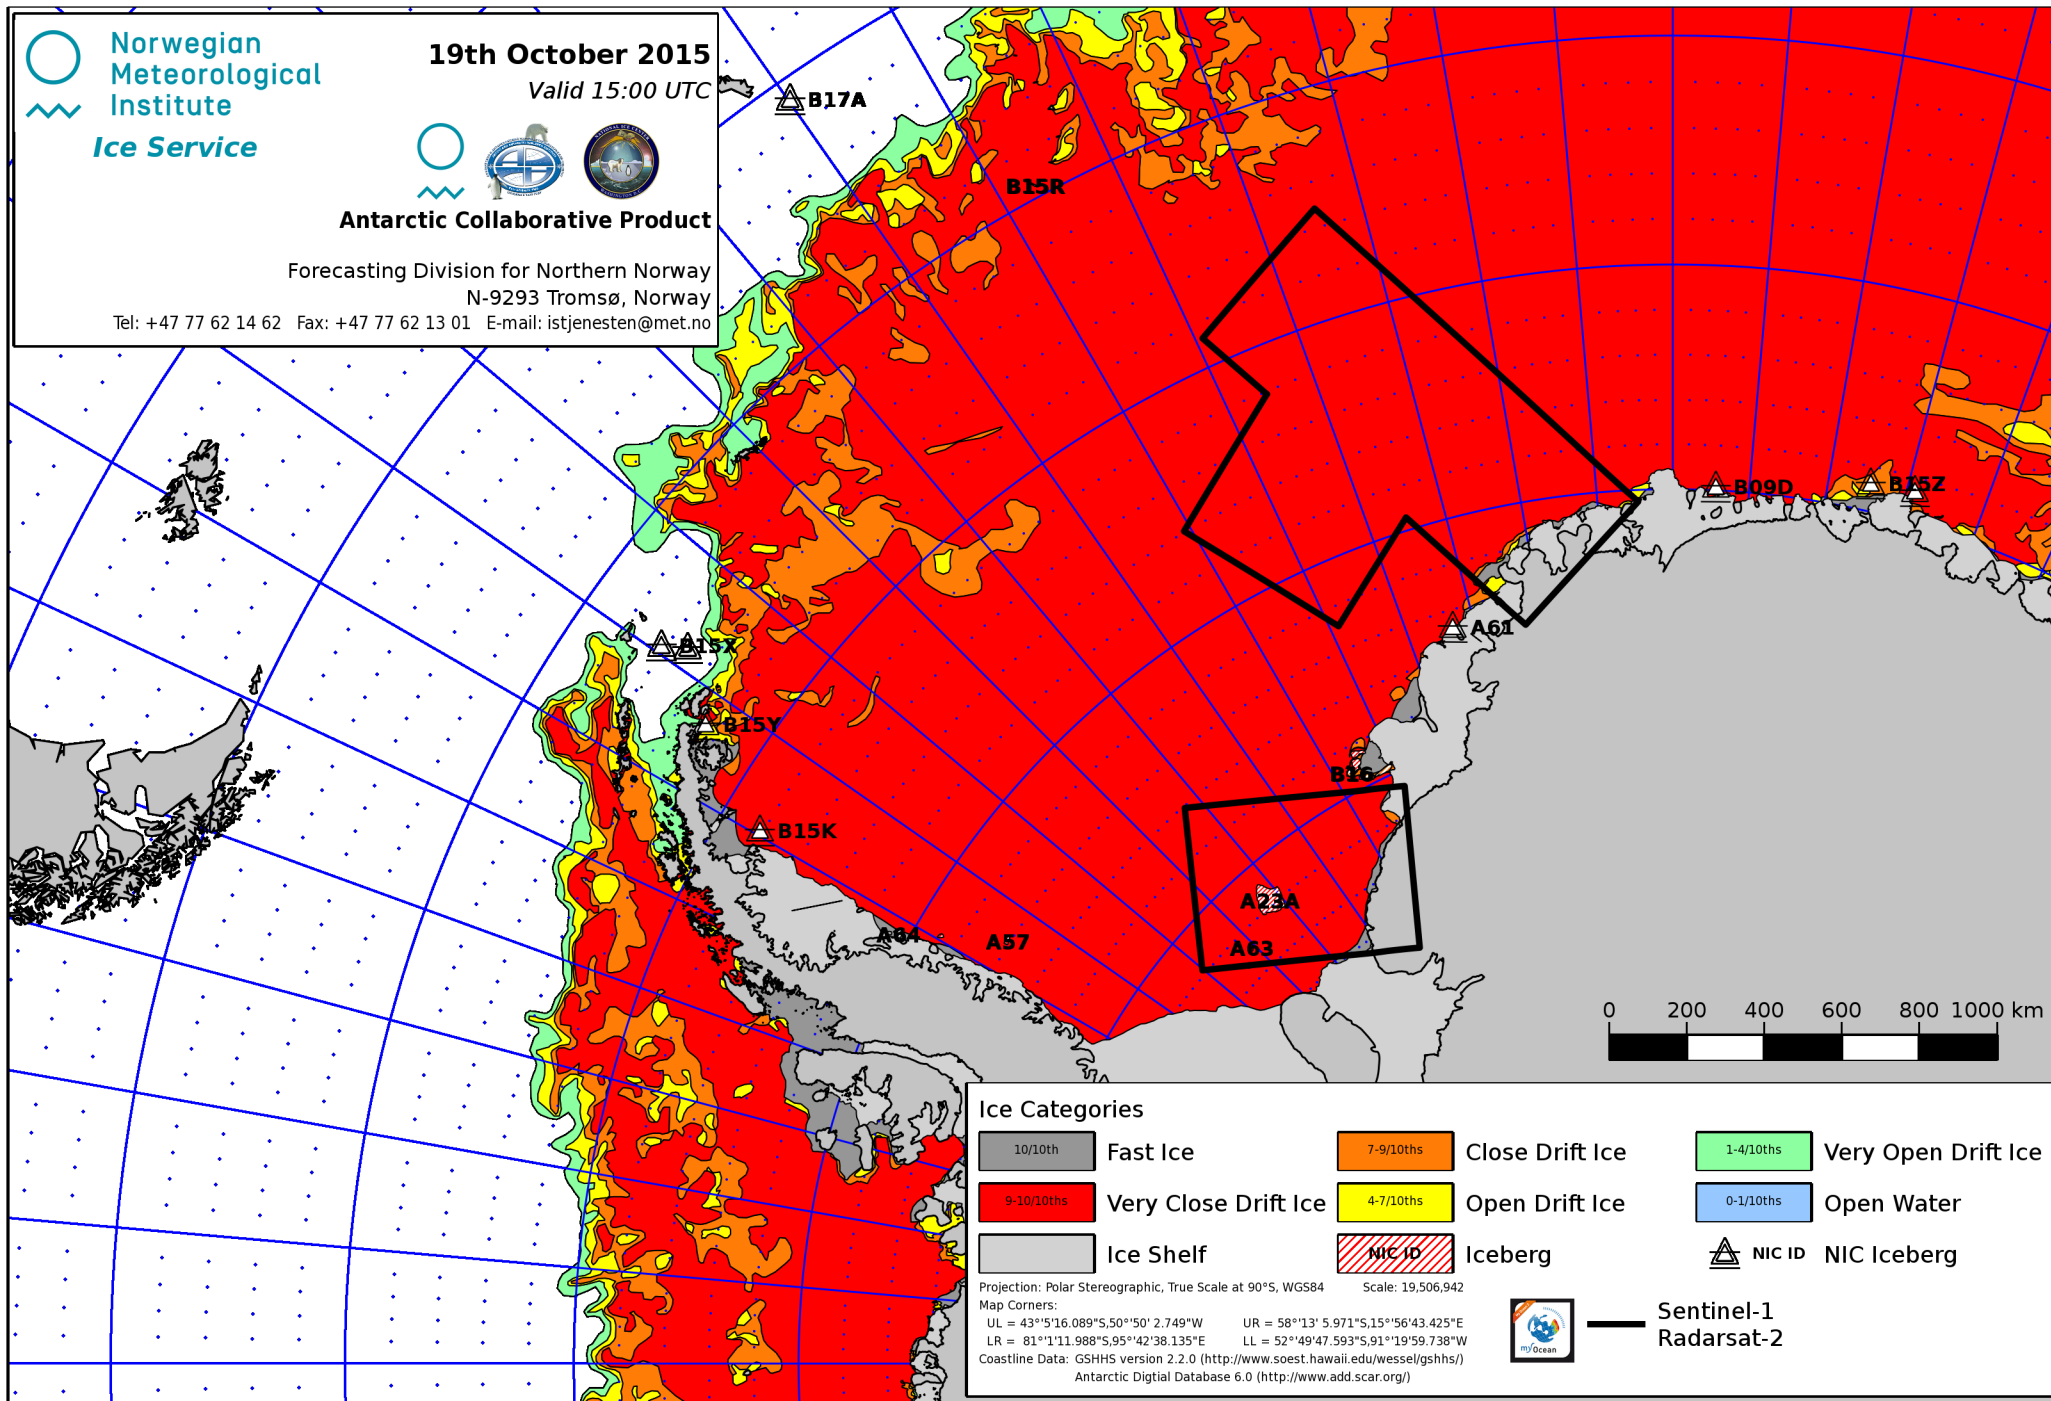 Norwegian
Meteorological
Institute
Ice Service
19th October 2015
Valid 15:00 UTC
Antarctic Collaborative Product
Forecasting Division for Northern Norway
N-9293 Tromsø, Norway
Tel: +47 77 62 14 62 Fax: +47 77 62 13 01 E-mail: istjenesten@met.no
B17A
B15R
B09D
B15Z
A61
B15X
B15Y
B16
B15K
A23A
A64
A57
A63
0 200 400 600 800 1000 km
Ice Categories
10/10th Fast Ice
7-9/10ths Close Drift Ice
1-4/10ths Very Open Drift Ice
9-10/10ths Very Close Drift Ice
4-7/10ths Open Drift Ice
0-1/10ths Open Water
Ice Shelf
NIC ID Iceberg
NIC ID NIC Iceberg
Projection: Polar Stereographic, True Scale at 90°S, WGS84 Scale: 19,506,942
Map Corners:
UL = 43°'5'16.089"S,50°'50' 2.749"W UR = 58°'13' 5.971"S,15°'56'43.425"E
LR = 81°'1'11.988"S,95°'42'38.135"E LL = 52°'49'47.593"S,91°'19'59.738"W
Coastline Data: GSHHS version 2.2.0 (http://www.soest.hawaii.edu/wessel/gshhs/)
Antarctic Digtial Database 6.0 (http://www.add.scar.org/)
myOcean
Sentinel-1
Radarsat-2